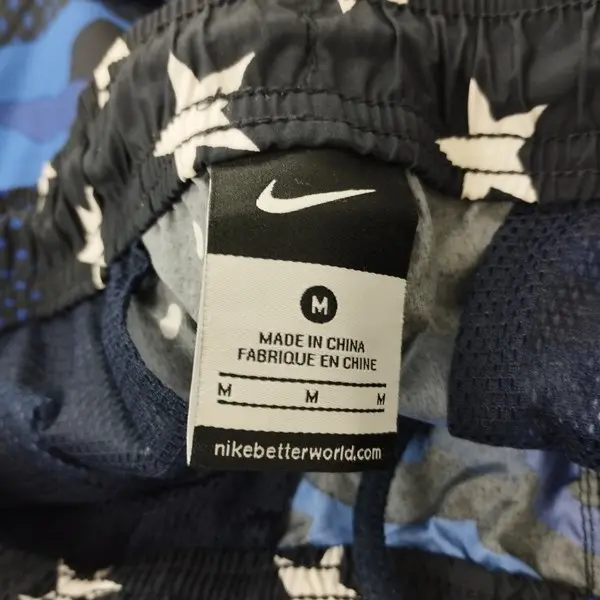 M
MADE IN CHINA
FABRIQUE EN CHINE
M M M
nikebetterworld.com